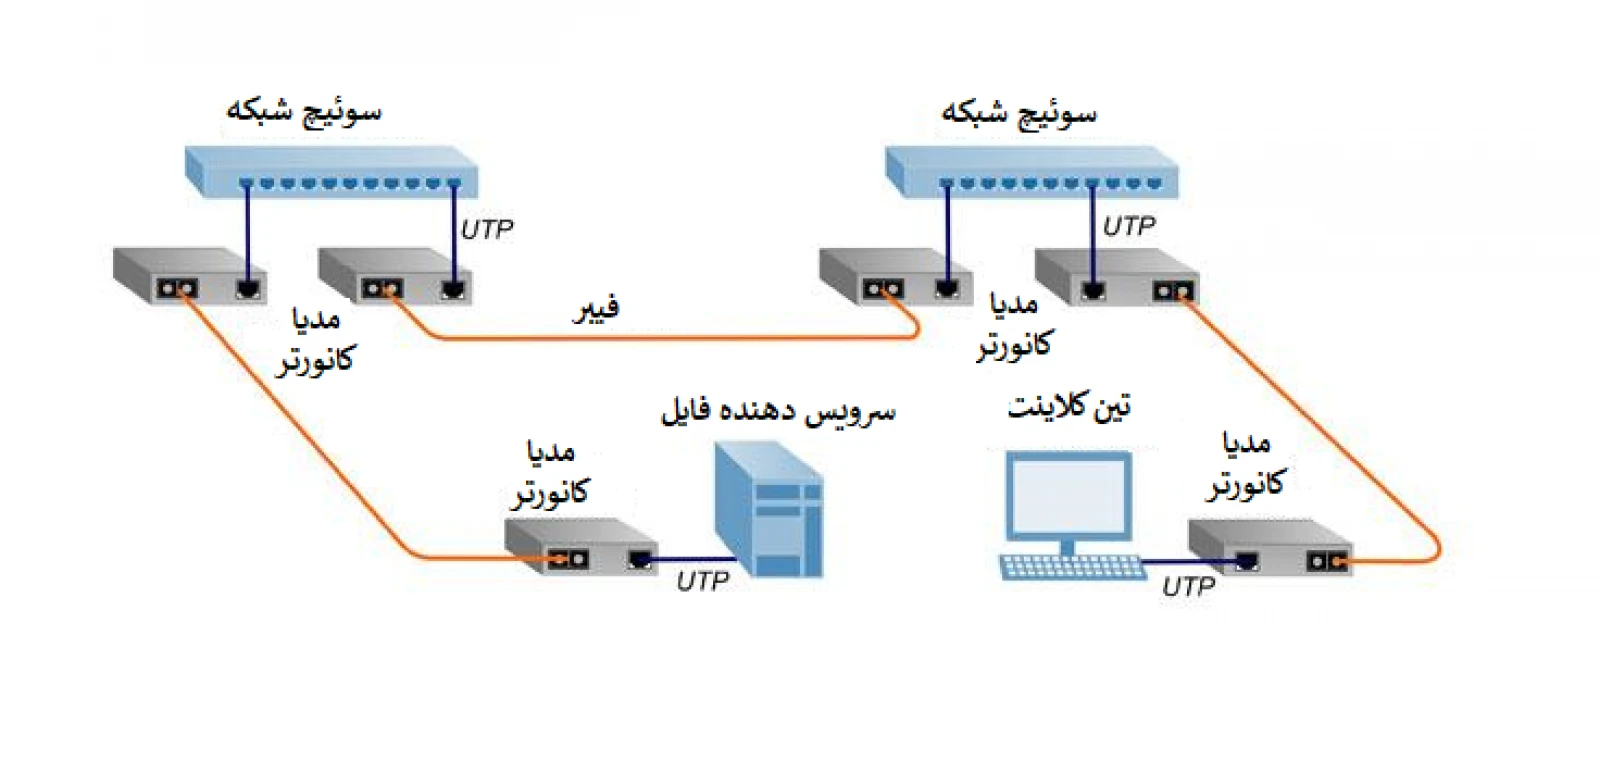 سوئیچ شبکه
سوئیچ شبکه
UTP
UTP
فیبر
مدیا
کانورتر
مدیا
کانورتر
سرویس دهنده فایل
تین کلاینت
مدیا
کانورتر
مدیا
کانورتر
UTP
UTP